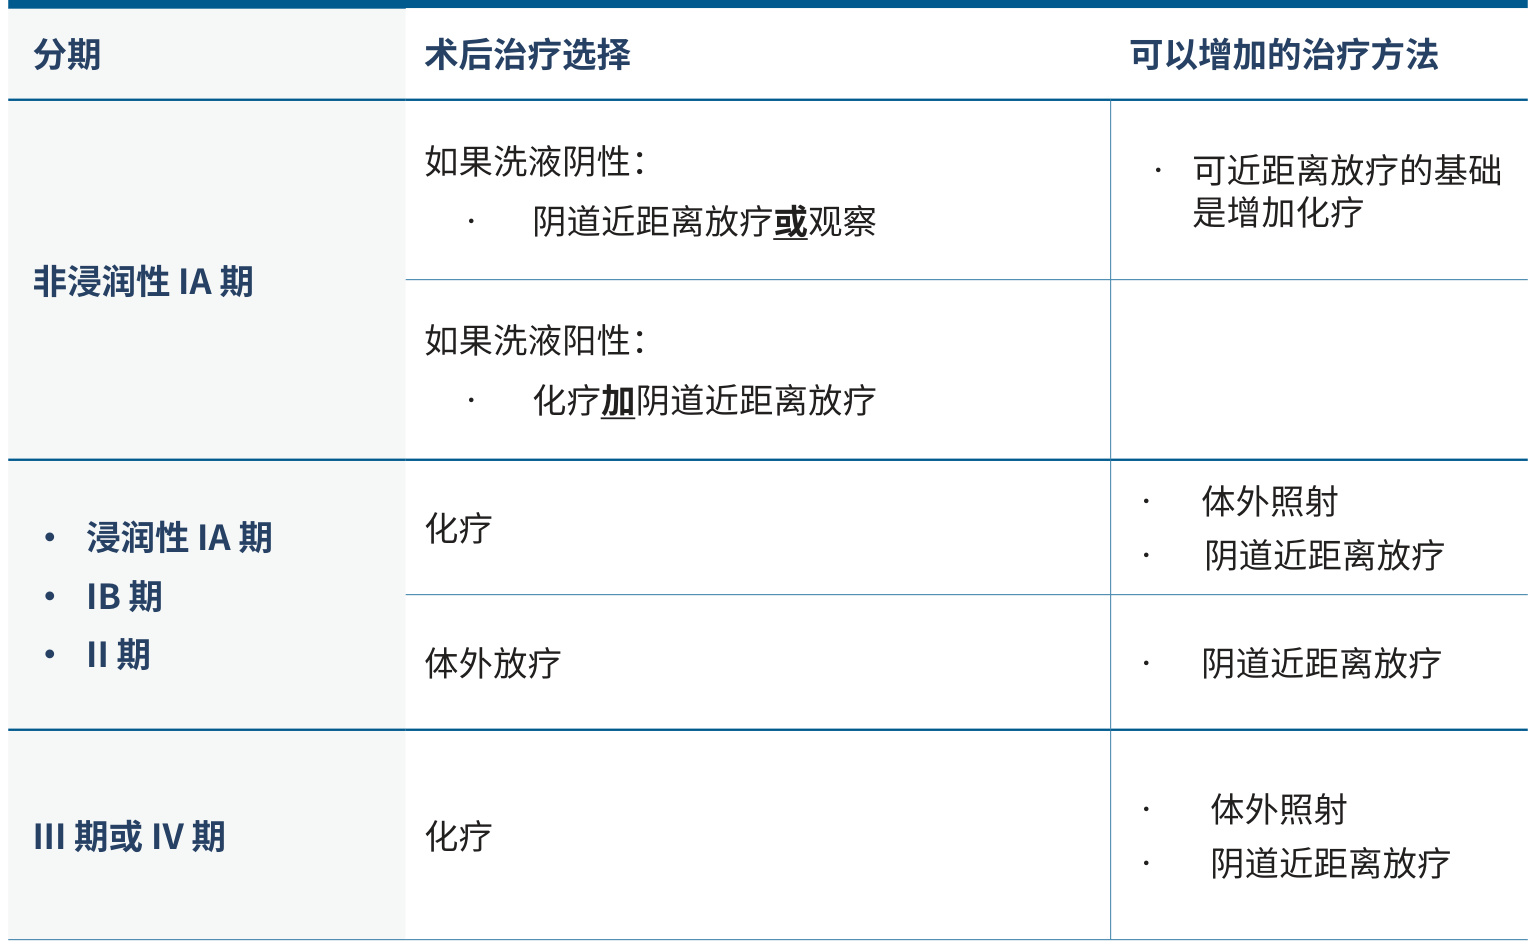 分期 术后治疗选择 可以增加的治疗方法
非浸润性 IA 期
如果洗液阴性：
· 阴道近距离放疗或观察
· 可近距离放疗的基础
是增加化疗
如果洗液阳性：
· 化疗加阴道近距离放疗
• 浸润性 IA 期
• IB 期
• II 期
化疗
· 体外照射
· 阴道近距离放疗
体外放疗
· 阴道近距离放疗
III 期或 IV 期
化疗
· 体外照射
· 阴道近距离放疗